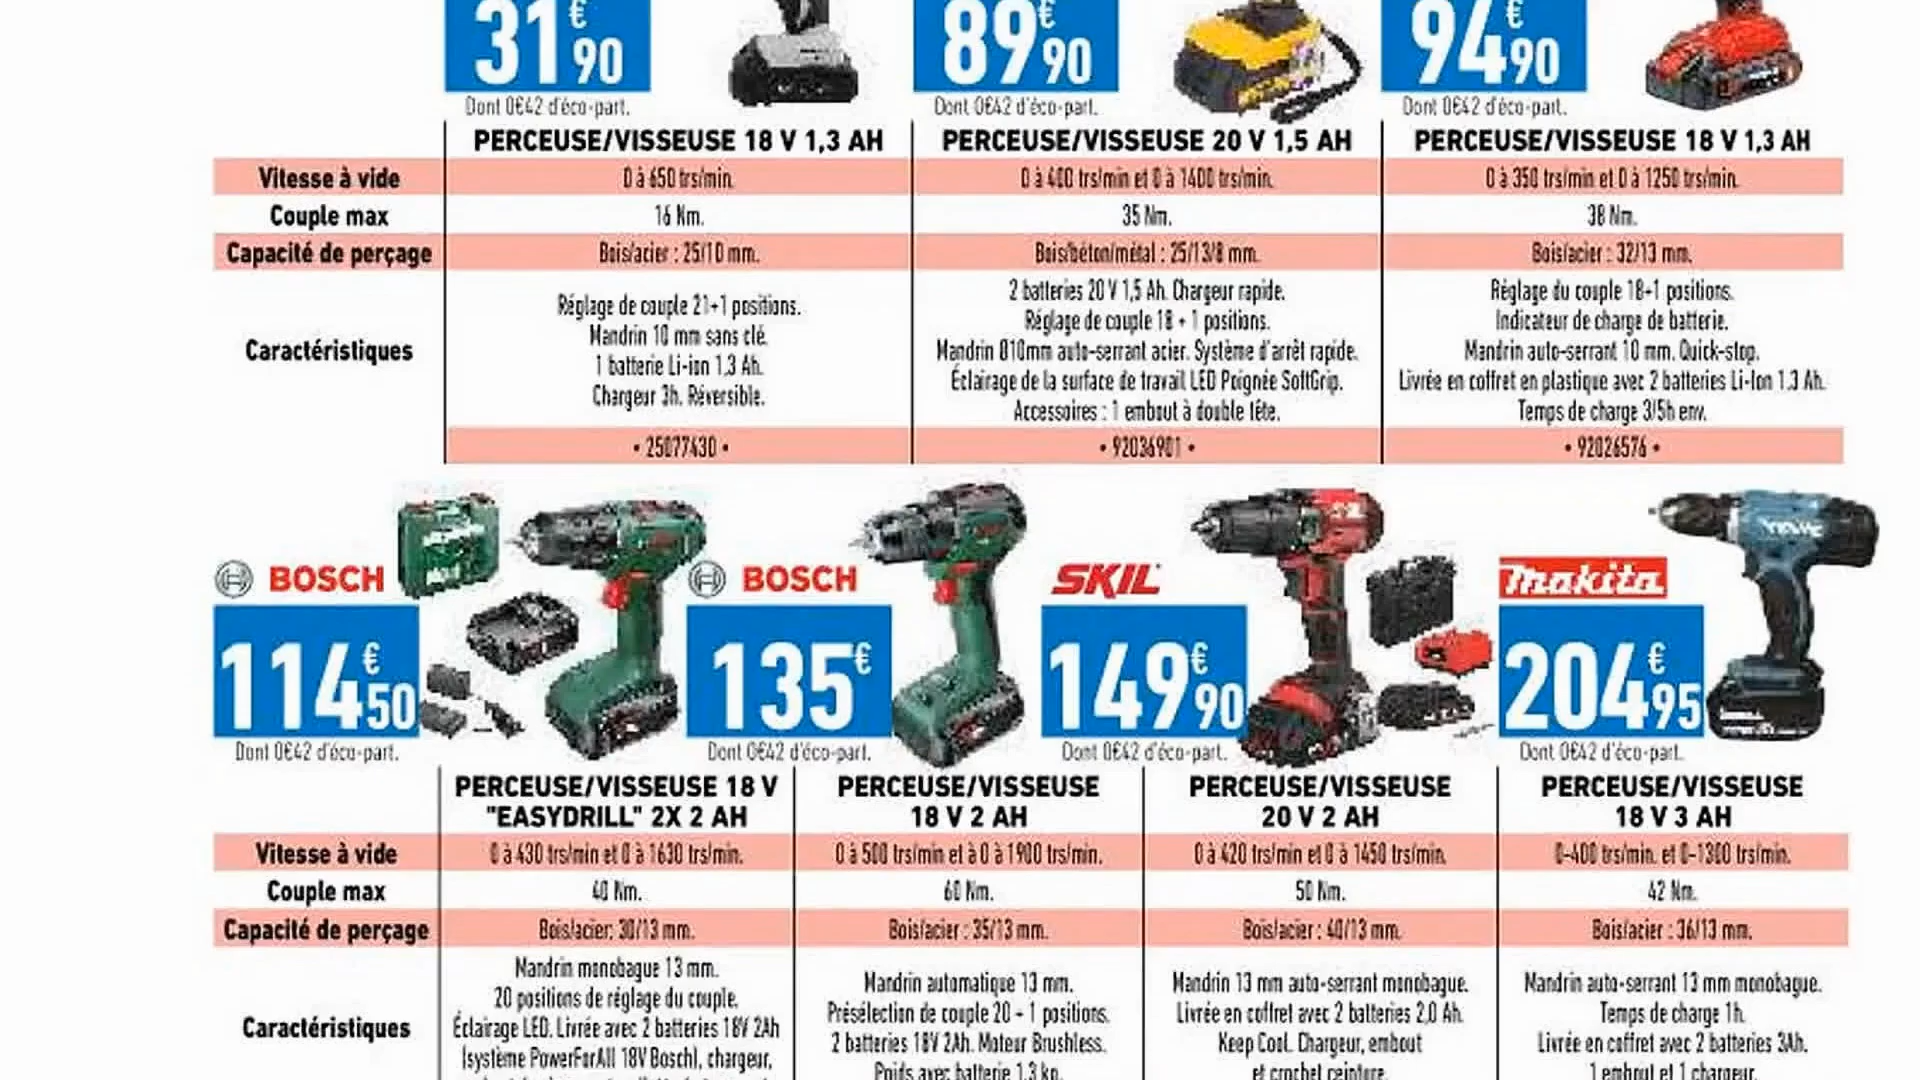 31€90
89€90
94€90
Dont 0€42 d'éco-part.
Dont 0€42 d'éco-part.
Dont 0€42 d'éco-part.
PERCEUSE/VISSEUSE 18 V 1,3 AH
PERCEUSE/VISSEUSE 20 V 1,5 AH
PERCEUSE/VISSEUSE 18 V 1,3 AH
Vitesse à vide
0 à 650 trs/min.
0 à 400 trs/min et 0 à 1400 trs/min.
0 à 350 trs/min et 0 à 1250 trs/min.
Couple max
16 Nm.
35 Nm.
38 Nm.
Capacité de perçage
Bois/acier : 25/10 mm.
Bois/béton/métal : 25/13/8 mm.
Bois/acier : 32/13 mm.
Caractéristiques
Réglage de couple 21+1 positions.
Mandrin 10 mm sans clé.
1 batterie Li-ion 1,3 Ah.
Chargeur 3h. Réversible.
2 batteries 20 V 1,5 Ah. Chargeur rapide.
Réglage de couple 18 + 1 positions.
Mandrin Ø10mm auto-serrant acier. Système d'arrêt rapide.
Éclairage de la surface de travail LED Poignée SoftGrip.
Accessoires : 1 embout à double tête.
Réglage du couple 18+1 positions.
Indicateur de charge de batterie.
Mandrin auto-serrant 10 mm. Quick-stop.
Livrée en coffret en plastique avec 2 batteries Li-Ion 1.3 Ah.
Temps de charge 3/5h env.
• 25077430 •
• 92036901 •
• 92026576 •
BOSCH
BOSCH
SKIL
makita
114€50
135€
149€90
204€95
Dont 0€42 d'éco-part.
Dont 0€42 d'éco-part.
Dont 0€42 d'éco-part.
Dont 0€42 d'éco-part.
PERCEUSE/VISSEUSE 18 V
"EASYDRILL" 2X 2 AH
PERCEUSE/VISSEUSE
18 V 2 AH
PERCEUSE/VISSEUSE
20 V 2 AH
PERCEUSE/VISSEUSE
18 V 3 AH
Vitesse à vide
0 à 430 trs/min et 0 à 1630 trs/min.
0 à 500 trs/min et à 0 à 1900 trs/min.
0 à 420 trs/min et 0 à 1450 trs/min.
0-400 trs/min. et 0-1300 trs/min.
Couple max
40 Nm.
60 Nm.
50 Nm.
42 Nm.
Capacité de perçage
Bois/acier: 30/13 mm.
Bois/acier : 35/13 mm.
Bois/acier : 40/13 mm.
Bois/acier : 36/13 mm.
Caractéristiques
Mandrin monobague 13 mm.
20 positions de réglage du couple.
Éclairage LED. Livrée avec 2 batteries 18V 2Ah
(système PowerForAll 18V Bosch), chargeur,
Mandrin automatique 13 mm.
Présélection de couple 20 + 1 positions.
2 batteries 18V 2Ah. Moteur Brushless.
Poids avec batterie 1,3 kg.
Mandrin 13 mm auto-serrant monobague.
Livrée en coffret avec 2 batteries 2,0 Ah.
Keep Cool. Chargeur, embout
et crochet ceinture.
Mandrin auto-serrant 13 mm monobague.
Temps de charge 1h.
Livrée en coffret avec 2 batteries 3Ah.
1 embout et 1 chargeur.